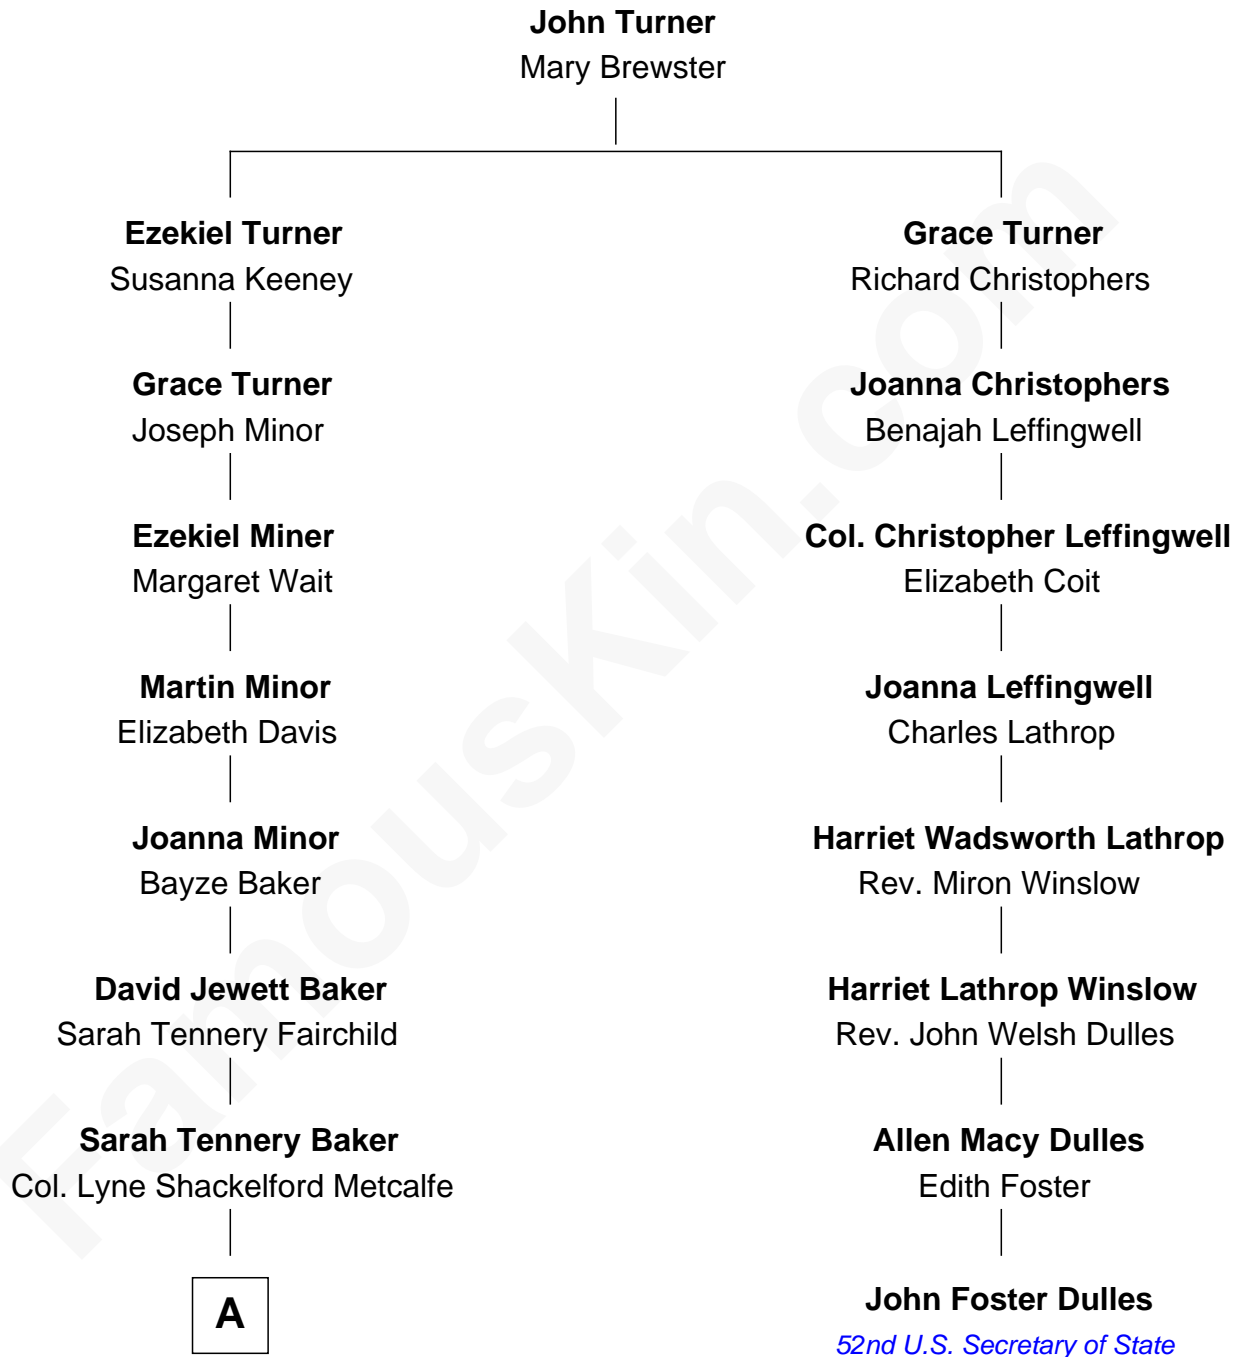 John Turner
Mary Brewster
Ezekiel Turner
Susanna Keeney
Grace Turner
Richard Christophers
Grace Turner
Joseph Minor
Joanna Christophers
Benajah Leffingwell
Ezekiel Miner
Margaret Wait
Col. Christopher Leffingwell
Elizabeth Coit
Martin Minor
Elizabeth Davis
Joanna Leffingwell
Charles Lathrop
Joanna Minor
Bayze Baker
Harriet Wadsworth Lathrop
Rev. Miron Winslow
David Jewett Baker
Sarah Tennery Fairchild
Harriet Lathrop Winslow
Rev. John Welsh Dulles
Sarah Tennery Baker
Col. Lyne Shackelford Metcalfe
Allen Macy Dulles
Edith Foster
A
John Foster Dulles
52nd U.S. Secretary of State
FamousKin.com